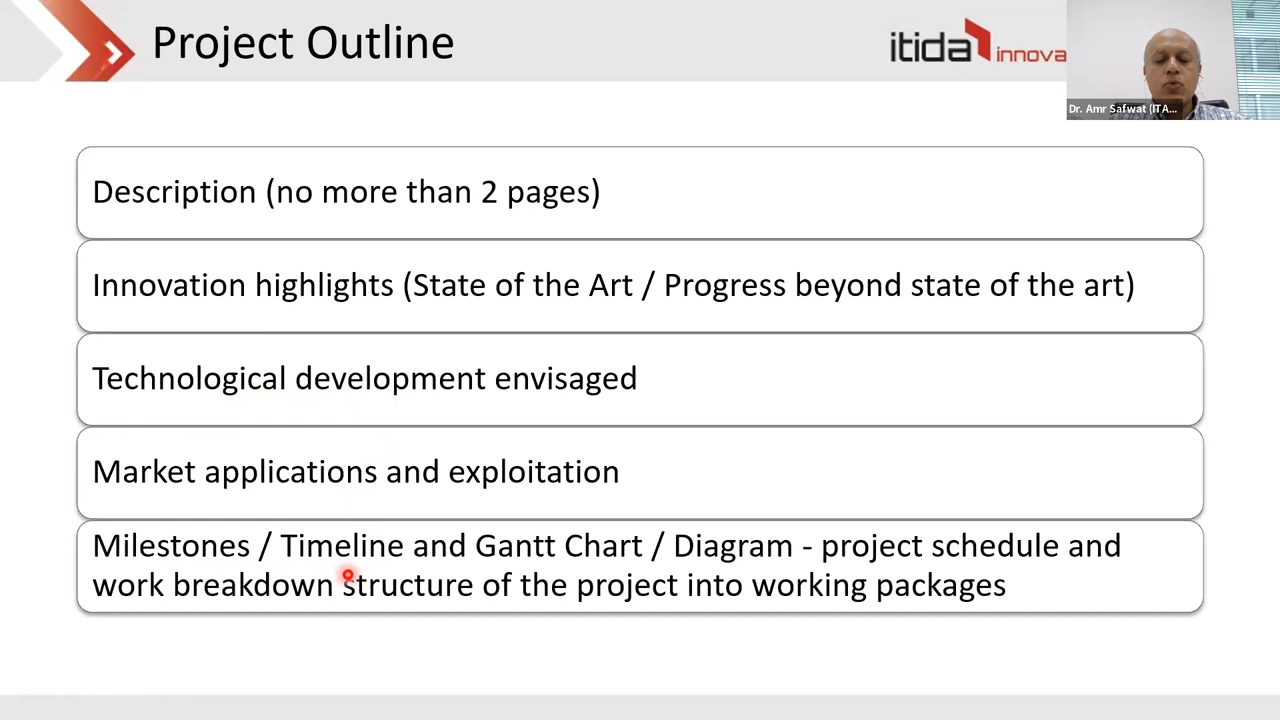 Project Outline
itida innova
Dr. Amr Safwat (ITA...
Description (no more than 2 pages)
Innovation highlights (State of the Art / Progress beyond state of the art)
Technological development envisaged
Market applications and exploitation
Milestones / Timeline and Gantt Chart / Diagram - project schedule and
work breakdown structure of the project into working packages